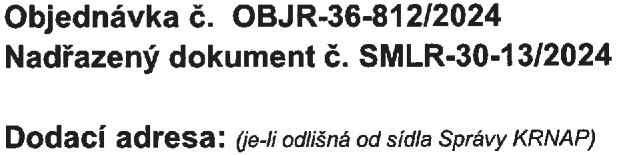 Objednávka č. OBJR-36-812/2024
Nadřazený dokument č. SMLR-30-13/2024
Dodací adresa: (je-li odlišná od sídla Správy KRNAP)